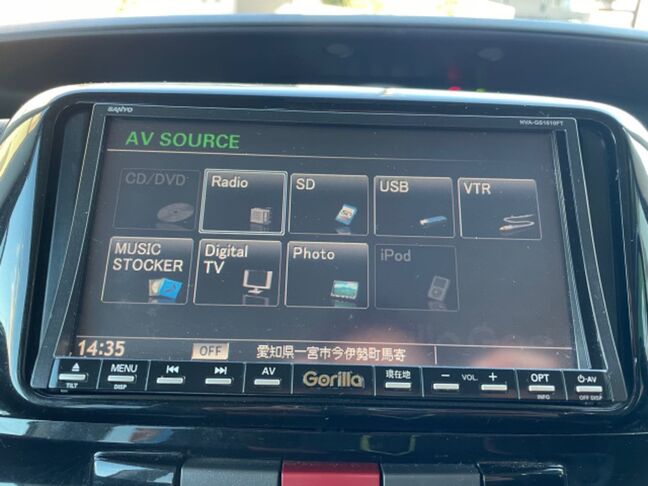 SANYO
NVA-GS1610FT
AV SOURCE
CD/DVD
Radio
SD
USB
VTR
MUSIC
STOCKER
Digital
TV
Photo
iPod
14:35
OFF
愛知県一宮市今伊勢町馬寄
TILT
MENU
DISP
AV
Gorilla
現在地
VOL.
OPT
INFO
AV
OFF DISP